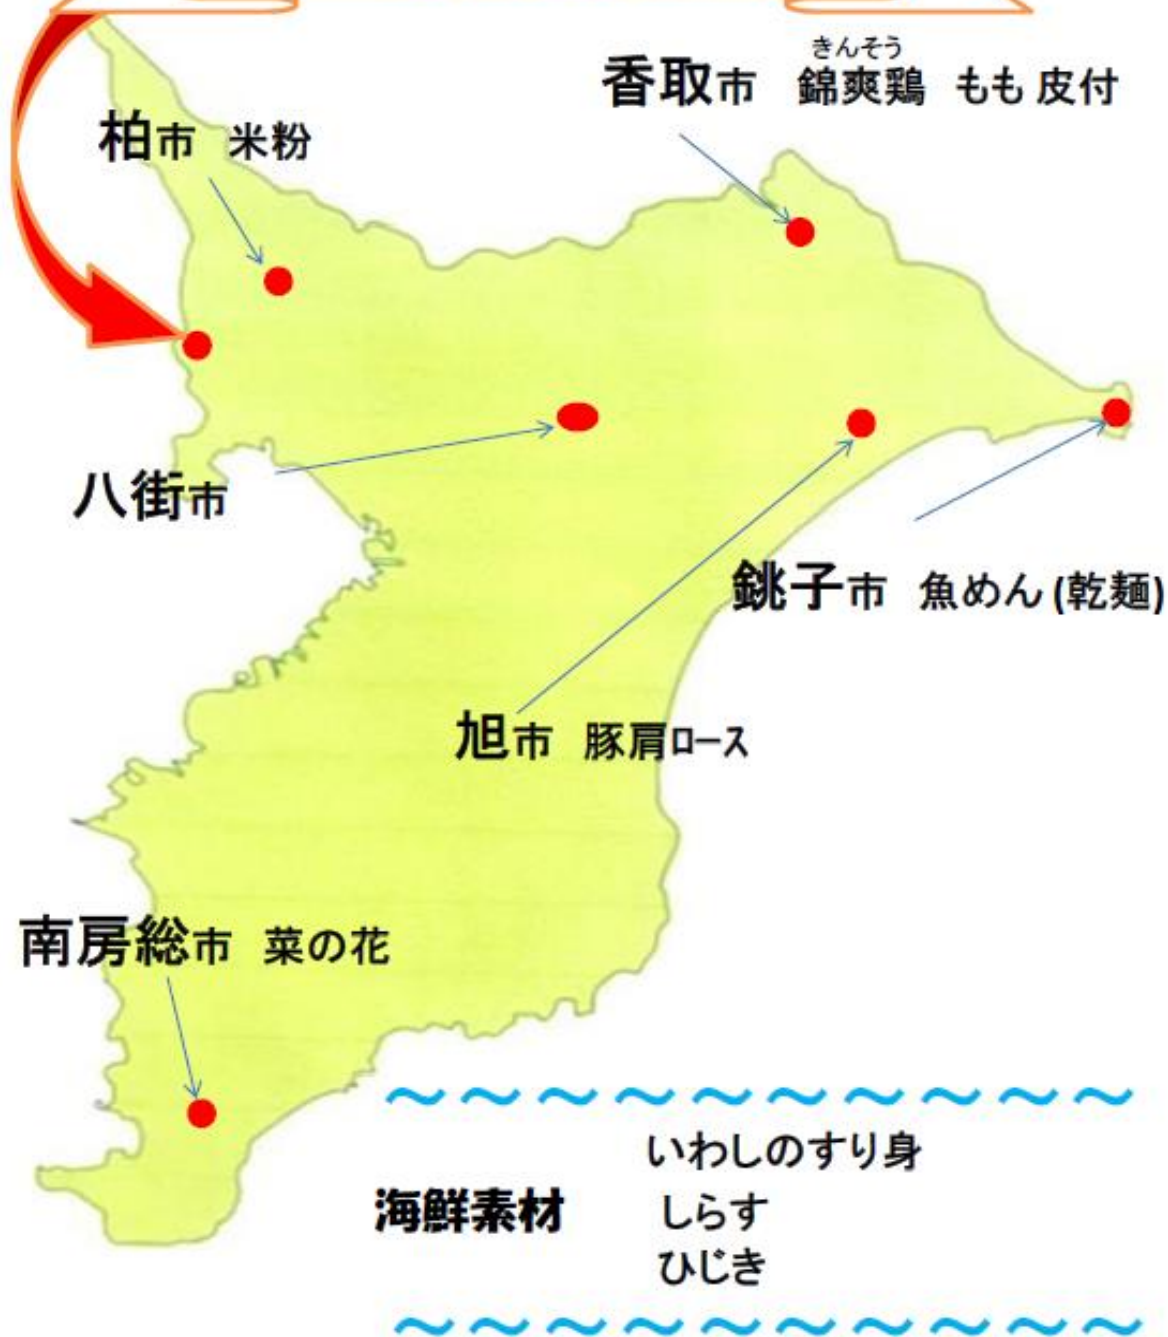 きんそう
香取市 錦爽鶏 もも 皮付
柏市 米粉
八街市
銚子市 魚めん(乾麺)
旭市 豚肩ロース
南房総市 菜の花
いわしのすり身
海鮮素材 しらす
ひじき